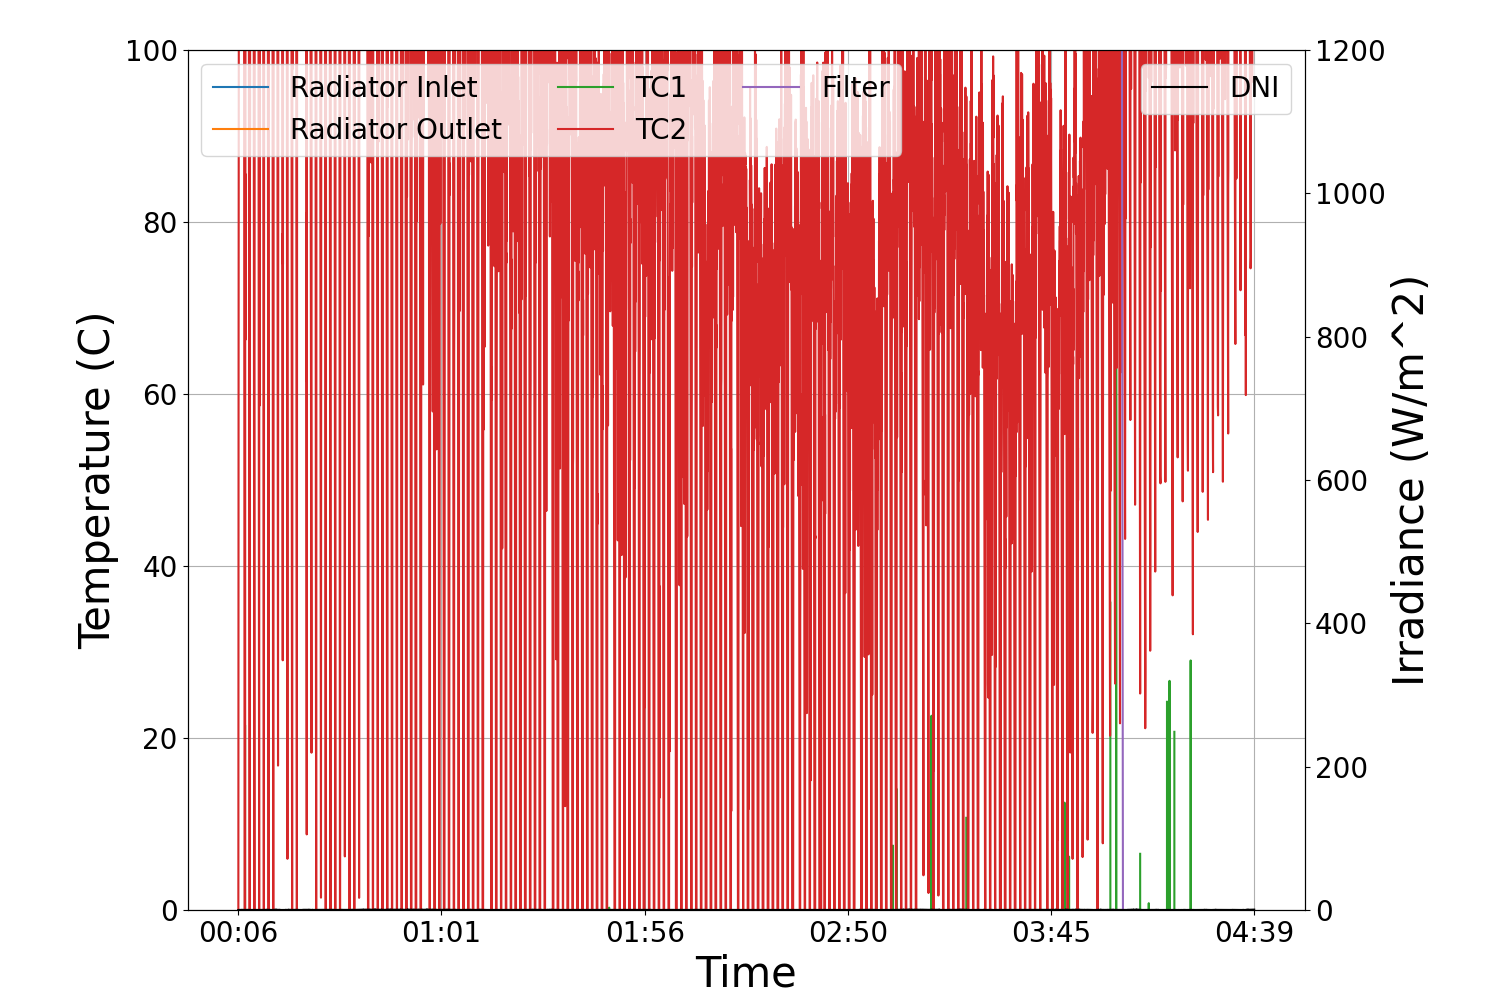 Radiator Inlet
Radiator Outlet
TC1
TC2
Filter
DNI
Temperature (C)
100
80
60
40
20
0
1200
1000
800
600
400
200
0
Irradiance (W/m^2)
00:06 01:01 01:56 02:50 03:45 04:39
Time